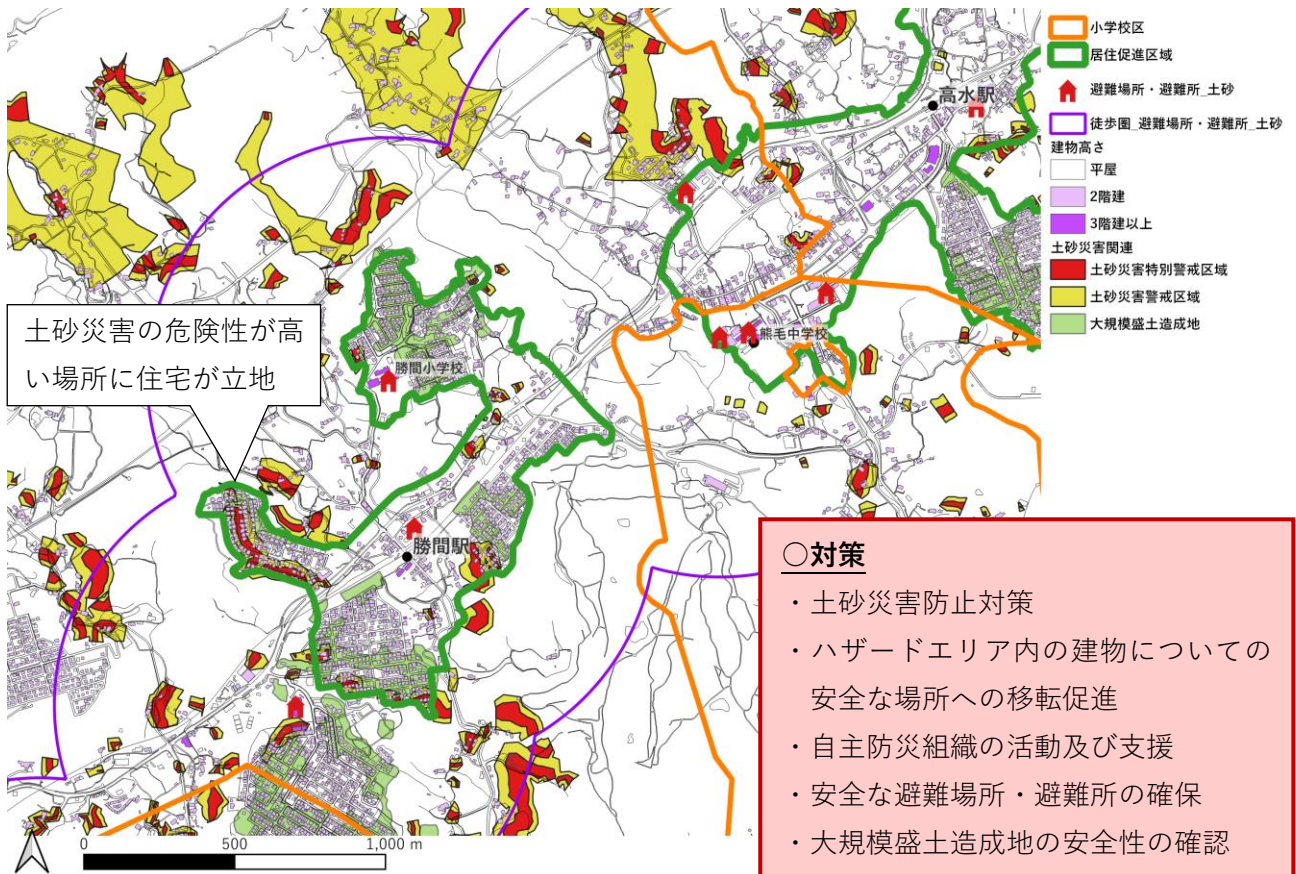 小学校区
居住促進区域
避難場所・避難所_土砂
徒歩圏_避難場所・避難所_土砂
建物高さ
平屋
2階建
3階建以上
土砂災害関連
土砂災害特別警戒区域
土砂災害警戒区域
大規模盛土造成地
高水駅
熊毛中学校
勝間小学校
土砂災害の危険性が高
い場所に住宅が立地
勝間駅
○対策
・土砂災害防止対策
・ハザードエリア内の建物についての
安全な場所への移転促進
・自主防災組織の活動及び支援
・安全な避難場所・避難所の確保
・大規模盛土造成地の安全性の確認
0 500 1,000 m